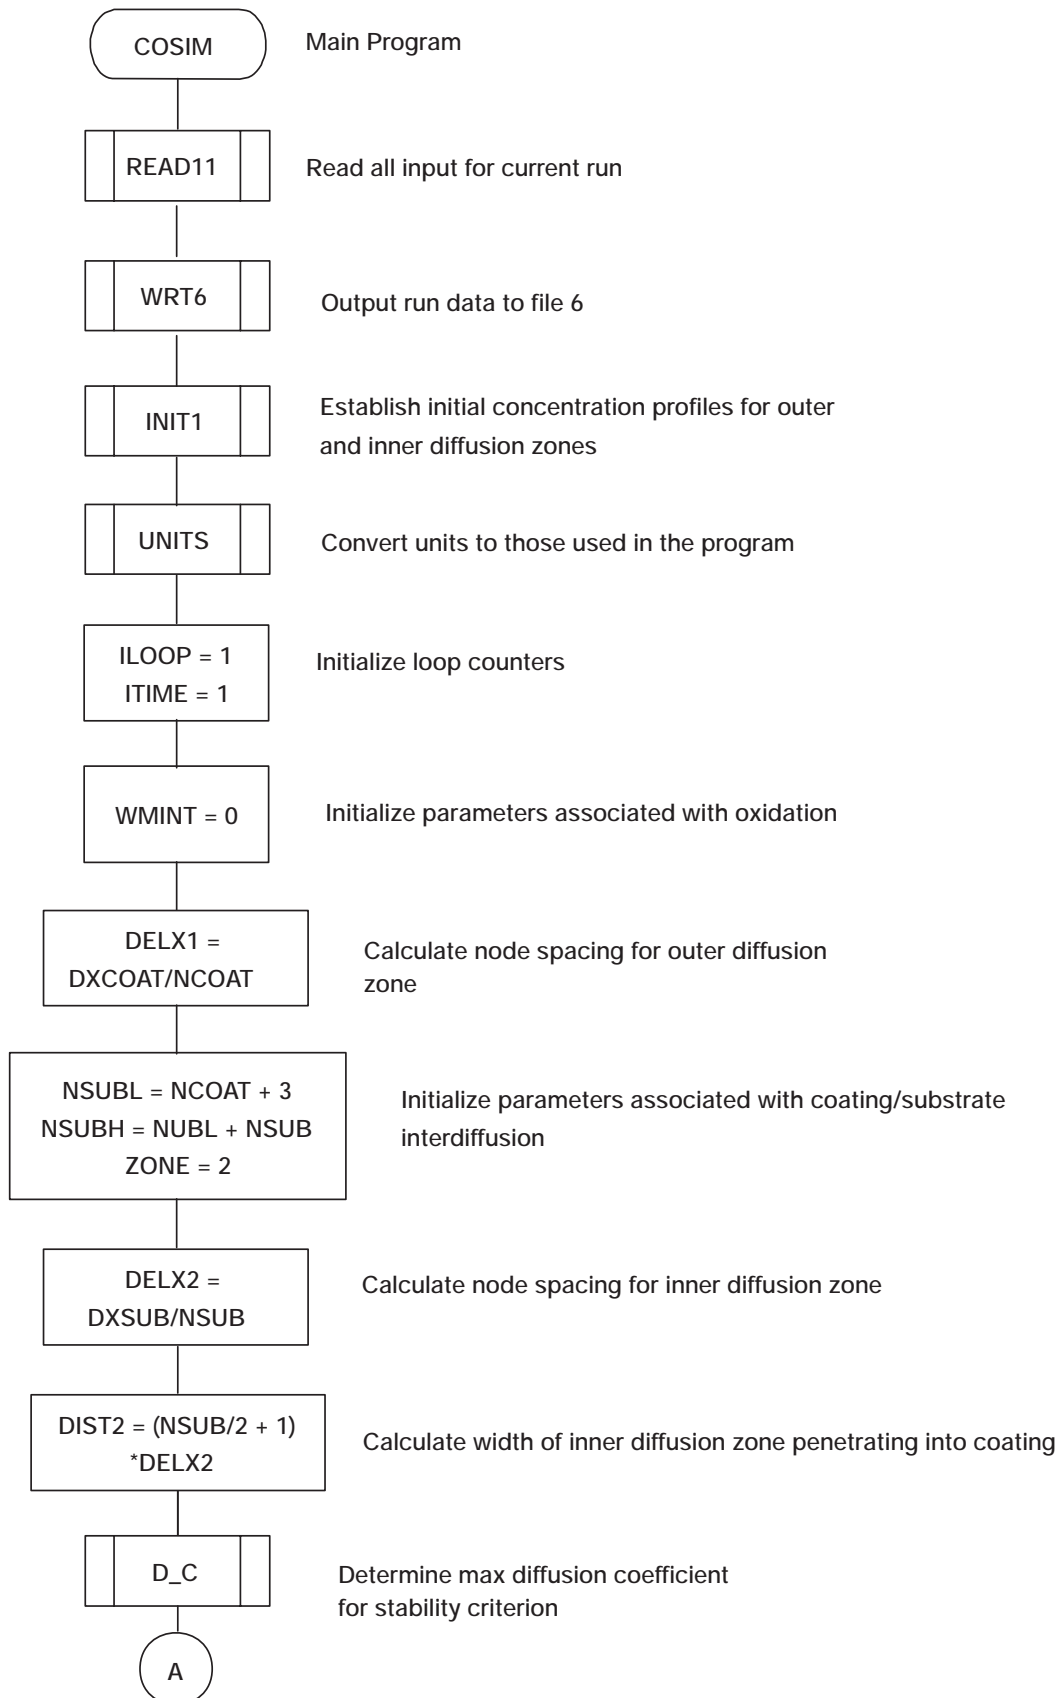 COSIM
Main Program
READ11
Read all input for current run
WRT6
Output run data to file 6
INIT1
Establish initial concentration profiles for outer
and inner diffusion zones
UNITS
Convert units to those used in the program
ILOOP = 1
ITIME = 1
Initialize loop counters
WMINT = 0
Initialize parameters associated with oxidation
DELX1 =
DXCOAT/NCOAT
Calculate node spacing for outer diffusion
zone
NSUBL = NCOAT + 3
NSUBH = NUBL + NSUB
ZONE = 2
Initialize parameters associated with coating/substrate
interdiffusion
DELX2 =
DXSUB/NSUB
Calculate node spacing for inner diffusion zone
DIST2 = (NSUB/2 + 1)
*DELX2
Calculate width of inner diffusion zone penetrating into coating
D_C
Determine max diffusion coefficient
for stability criterion
A